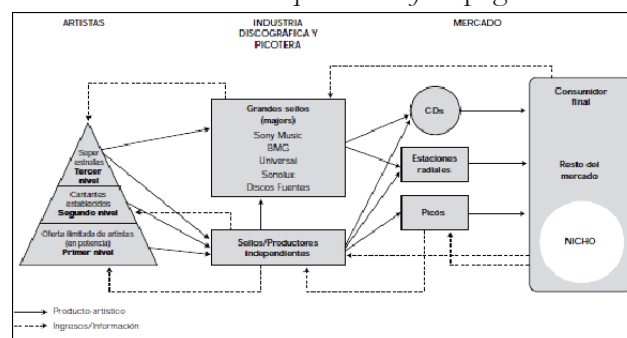 ARTISTAS
INDUSTRIA
DISCOGRÁFICA Y
PICOTERA
MERCADO
Grandes sellos
(majors)
Sony Music
BMG
Universal
Sonolux
Discos Fuentes
CDs
Consumidor
final
Super
estrellas
Tercer
nivel
Estaciones
radiales
Resto del
mercado
Cantantes
establecidos
Segundo nivel
Picós
Oferta ilimitada de artistas
(en potencia)
Primer nivel
Sellos/Productores
independientes
NICHO
Producto artístico
Ingresos/Información